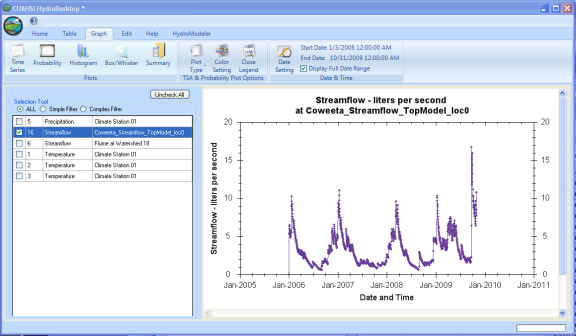 CUAHSI HydroDesktop *
Home Table Graph Edit Help HydroModeler
Time Series
Probability
Histogram
Box/Whisker
Summary
Plot Type
Color Setting
Close Legend
Date Setting
Start Date 1/3/2006 12:00:00 AM
End Date 10/31/2009 12:00:00 AM
Display Full Date Range
Plots
TSA & Probability Plot Options
Date & Time
Uncheck All
Selection Tool
ALL Simple Filter Complex Filter
5 Precipitation Climate Station 01
16 Streamflow Coweeta_Streamflow_TopModel_loc0
6 Streamflow Flume at Watershed 18
1 Temperature Climate Station 01
2 Temperature Climate Station 01
3 Temperature Climate Station 01
Streamflow - liters per second
at Coweeta_Streamflow_TopModel_loc0
Streamflow - liters per second
20 20
15 15
10 10
5 5
0 0
Jan-2005 Jan-2006 Jan-2007 Jan-2008 Jan-2009 Jan-2010 Jan-2011
Date and Time